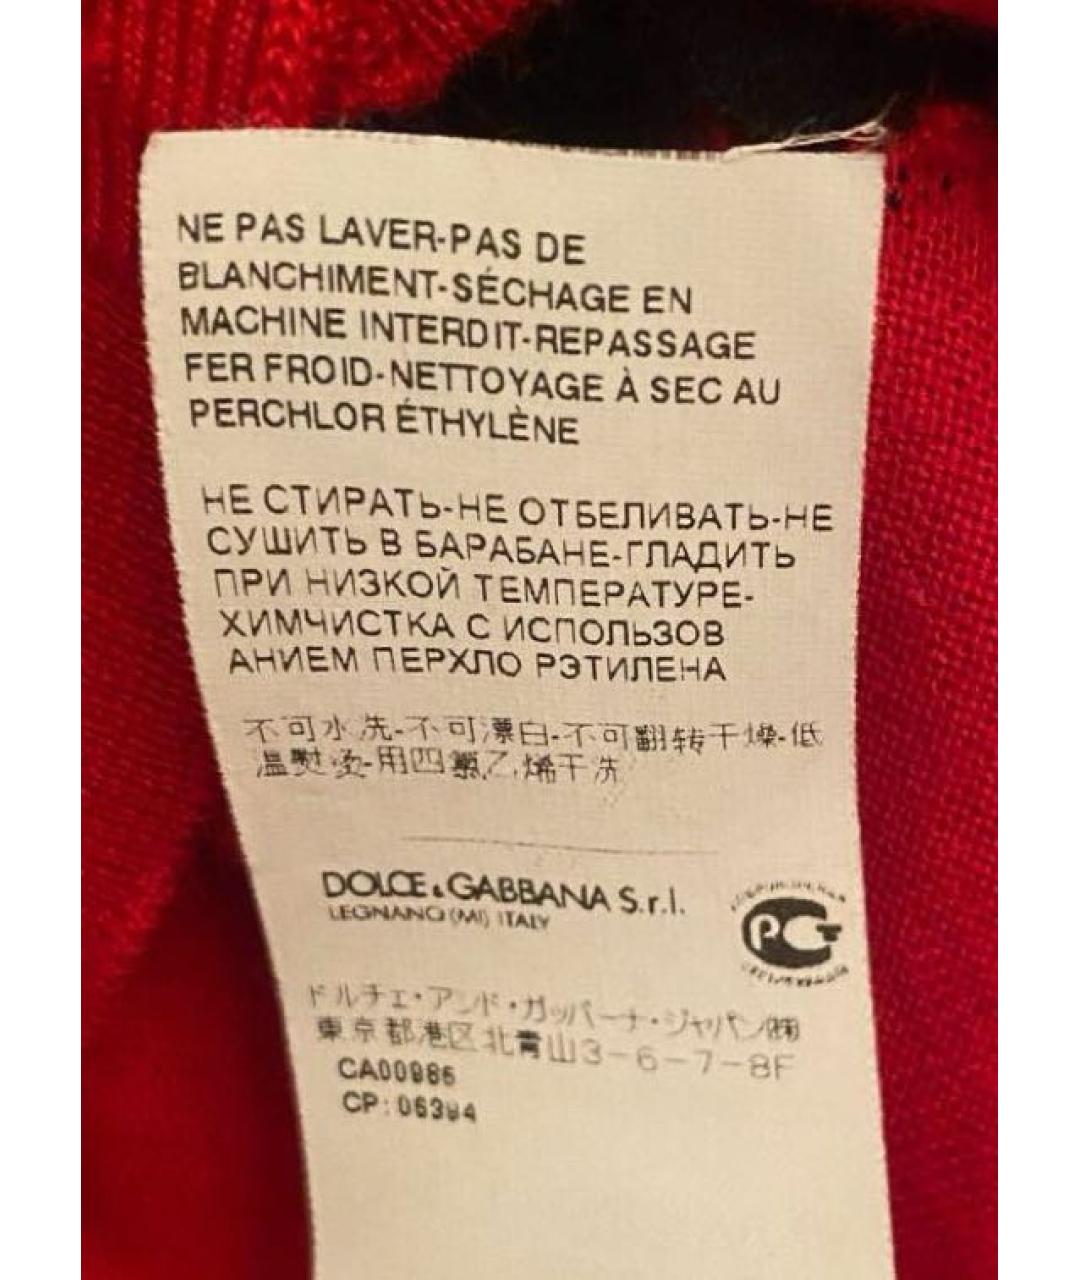 NE PAS LAVER-PAS DE
BLANCHIMENT-SÉCHAGE EN
MACHINE INTERDIT-REPASSAGE
FER FROID-NETTOYAGE À SEC AU
PERCHLOR ÉTHYLÈNE
НЕ СТИРАТЬ-НЕ ОТБЕЛИВАТЬ-НЕ
СУШИТЬ В БАРАБАНЕ-ГЛАДИТЬ
ПРИ НИЗКОЙ ТЕМПЕРАТУРЕ-
ХИМЧИСТКА С ИСПОЛЬЗОВ
АНИЕМ ПЕРХЛО РЭТИЛЕНА
不可水洗-不可漂白-不可翻转干燥-低
温熨烫-用四氯乙烯干洗
DOLCE & GABBANA S.r.l.
LEGNANO (MI) ITALY
РСТ
ドルチェ・アンド・ガッバーナ・ジャパン㈱
東京都港区北青山3-6-7-8F
CA00986
CP: 06394